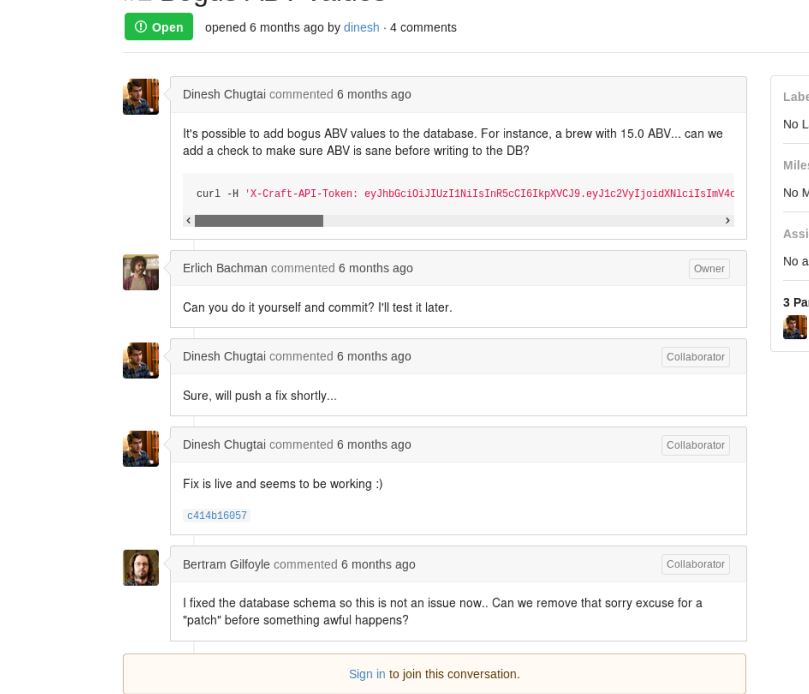 Open opened 6 months ago by dinesh · 4 comments
Dinesh Chugtai commented 6 months ago
It's possible to add bogus ABV values to the database. For instance, a brew with 15.0 ABV... can we
add a check to make sure ABV is sane before writing to the DB?
curl -H 'X-Craft-API-Token: eyJhbGciOiJIUzI1NiIsInR5cCI6IkpXVCJ9.eyJ1c2VyIjoidXNlciIsImV4c
Erlich Bachman commented 6 months ago Owner
Can you do it yourself and commit? I'll test it later.
Dinesh Chugtai commented 6 months ago Collaborator
Sure, will push a fix shortly...
Dinesh Chugtai commented 6 months ago Collaborator
Fix is live and seems to be working :)
c414b16057
Bertram Gilfoyle commented 6 months ago Collaborator
I fixed the database schema so this is not an issue now.. Can we remove that sorry excuse for a
"patch" before something awful happens?
Sign in to join this conversation.
Labe
No L
Miles
No M
Assi
No a
3 Pa